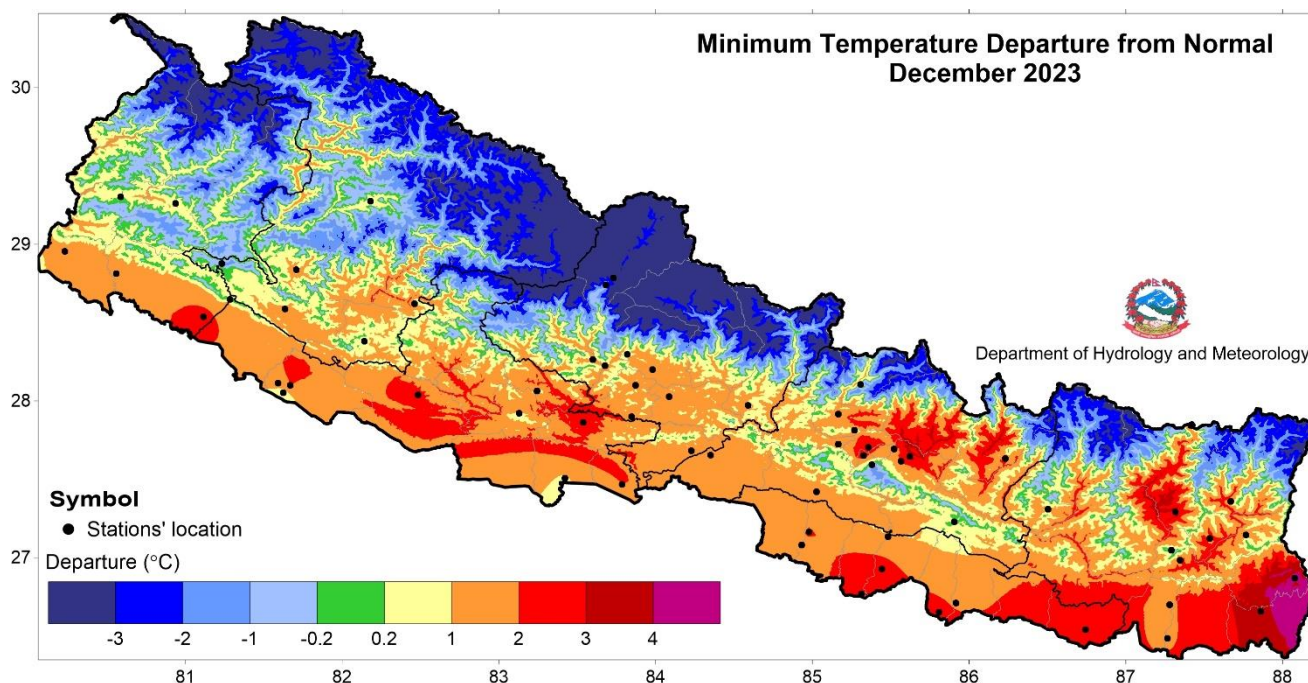 Minimum Temperature Departure from Normal
December 2023
30
29
28
27
Department of Hydrology and Meteorology
Symbol
Stations' location
Departure (°C)
-3 -2 -1 -0.2 0.2 1 2 3 4
81 82 83 84 85 86 87 88